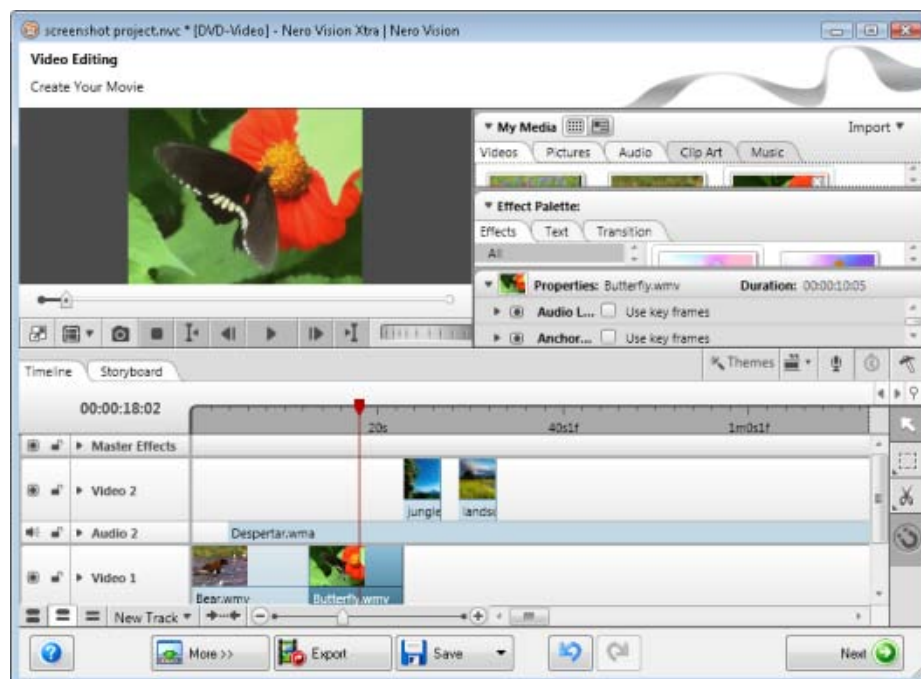 screenshot project.nvc * [DVD-Video] - Nero Vision Xtra | Nero Vision
Video Editing
Create Your Movie
My Media
Import
Videos Pictures Audio Clip Art Music
Effect Palette:
Effects Text Transition
All
Properties: Butterfly.wmv Duration: 00:00:10:05
Audio L... Use key frames
Anchor... Use key frames
Timeline Storyboard
Themes
00:00:18:02
20s 40s1f 1m0s1f
Master Effects
Video 2
jungle lands
Audio 2
Despertar.wma
Video 1
Bear.wmv Butterfly.wmv
New Track
More >> Export Save Next